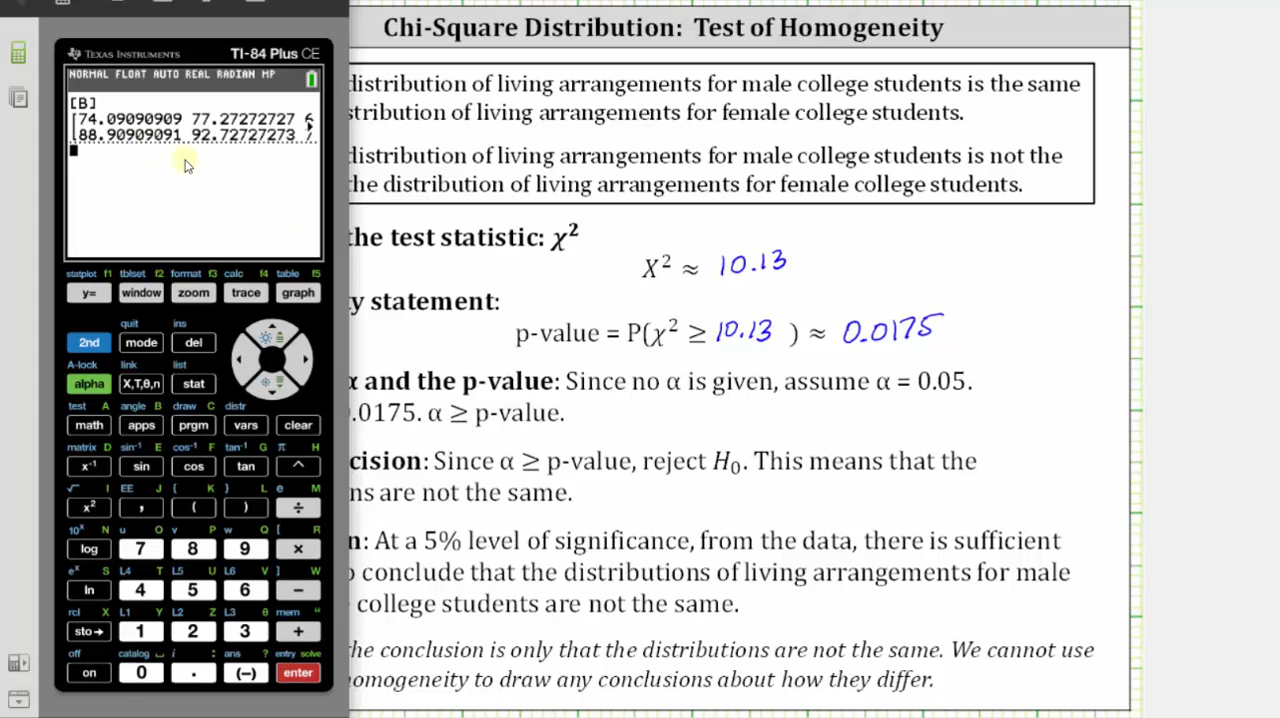 Chi-Square Distribution: Test of Homogeneity
TEXAS INSTRUMENTS TI-84 Plus CE
NORMAL FLOAT AUTO REAL RADIAN MP
[B]
[74.09090909 77.27272727 6
[88.90909091 92.72727273 7
statplot f1 tblset f2 format f3 calc f4 table f5
y= window zoom trace graph
quit ins
2nd mode del
A-lock link list
alpha X,T,θ,n stat
test A angle B draw C distr
math apps prgm vars clear
matrix D sin⁻¹ E cos⁻¹ F tan⁻¹ G π H
x⁻¹ sin cos tan ^
√ I EE J { K } L e M
x² , ( ) ÷
10ˣ N u O v P w Q [ R
log 7 8 9 ×
eˣ S L4 T L5 U L6 V ] W
ln 4 5 6 −
rcl X L1 Y L2 Z L3 θ mem "
sto→ 1 2 3 +
off catalog ⎵ i : ans ? entry solve
on 0 . (−) enter
distribution of living arrangements for male college students is the same
stribution of living arrangements for female college students.
distribution of living arrangements for male college students is not the
the distribution of living arrangements for female college students.
the test statistic: χ²
X² ≈ 10.13
ty statement:
p-value = P(χ² ≥ 10.13 ) ≈ 0.0175
α and the p-value: Since no α is given, assume α = 0.05.
.0175. α ≥ p-value.
cision: Since α ≥ p-value, reject H₀. This means that the
ns are not the same.
n: At a 5% level of significance, from the data, there is sufficient
o conclude that the distributions of living arrangements for male
college students are not the same.
the conclusion is only that the distributions are not the same. We cannot use
homogeneity to draw any conclusions about how they differ.